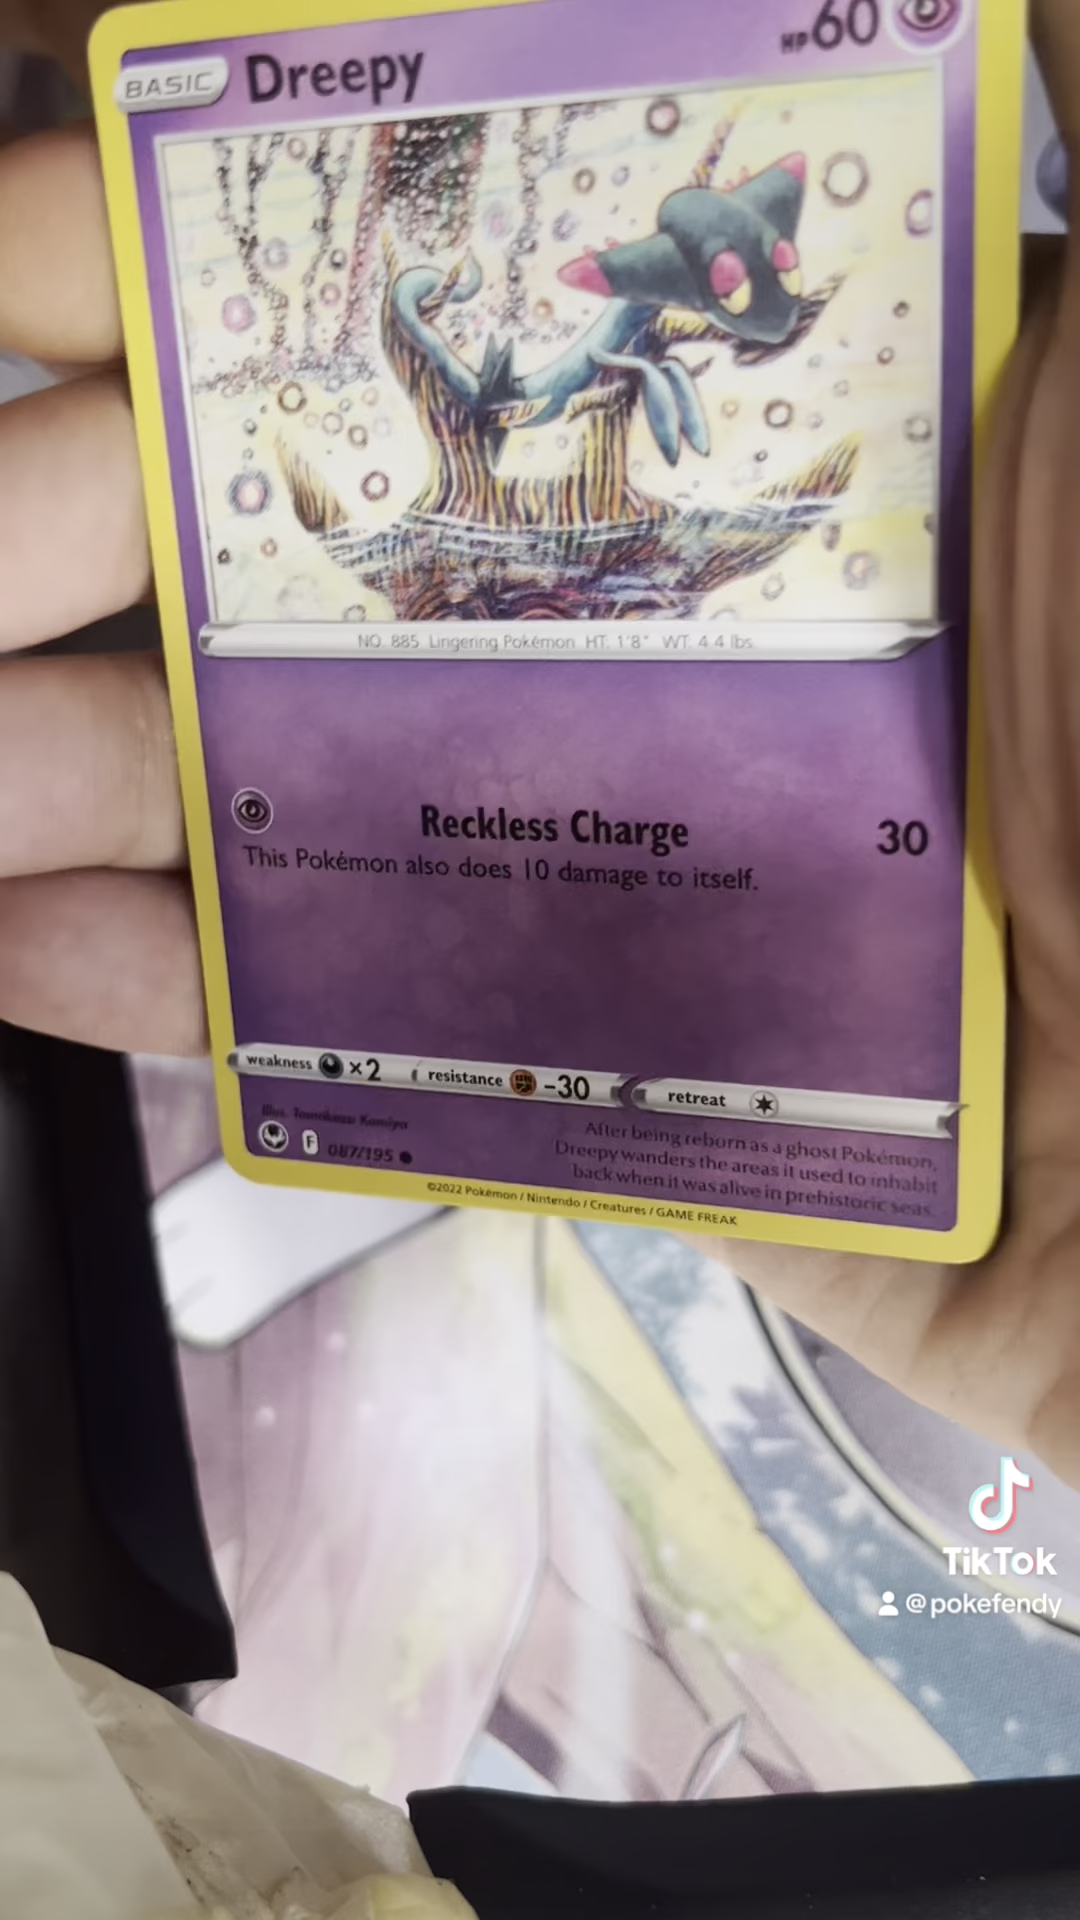 BASIC Dreepy HP 60
NO. 885 Lingering Pokémon HT: 1'8" WT: 4.4 lbs.
Reckless Charge 30
This Pokémon also does 10 damage to itself.
weakness ×2 resistance -30 retreat
Illus. Tomokazu Komiya
F 087/195
After being reborn as a ghost Pokémon,
Dreepy wanders the areas it used to inhabit
back when it was alive in prehistoric seas.
©2022 Pokémon / Nintendo / Creatures / GAME FREAK
TikTok
@pokefendy